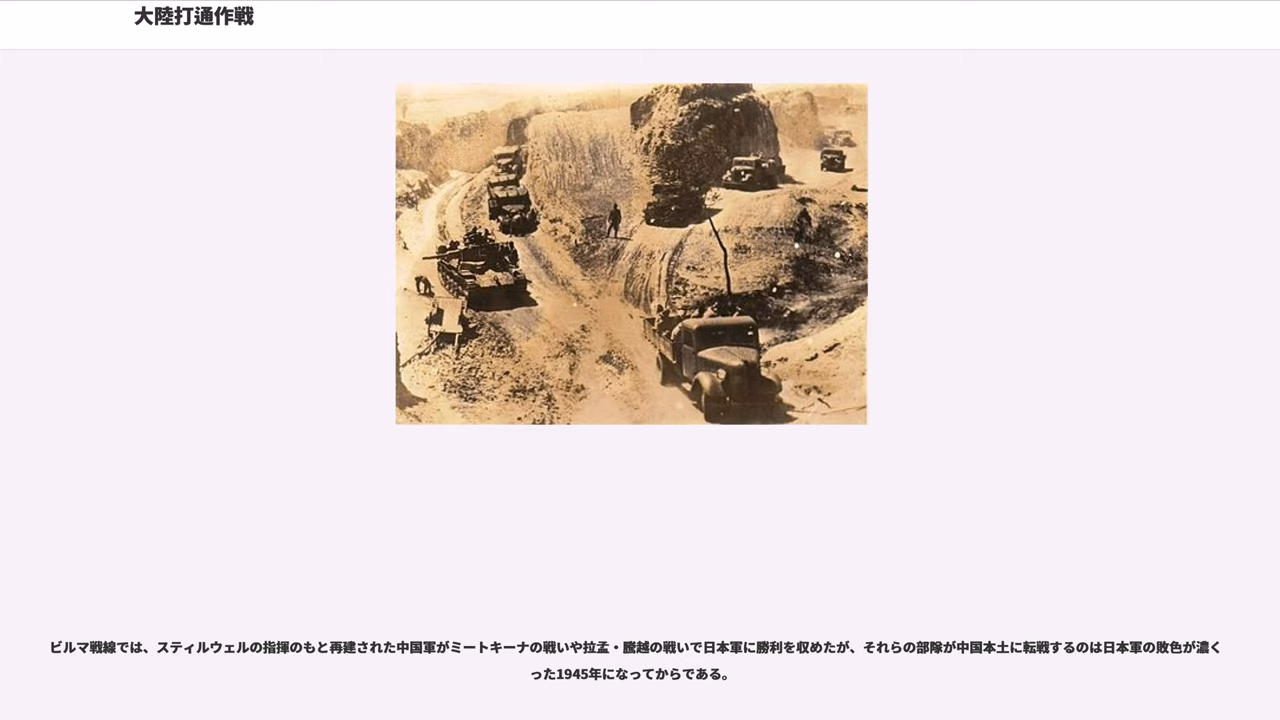 大陸打通作戦
ビルマ戦線では、スティルウェルの指揮のもと再建された中国軍がミートキーナの戦いや拉孟・騰越の戦いで日本軍に勝利を収めたが、それらの部隊が中国本土に転戦するのは日本軍の敗色が濃く
った1945年になってからである。